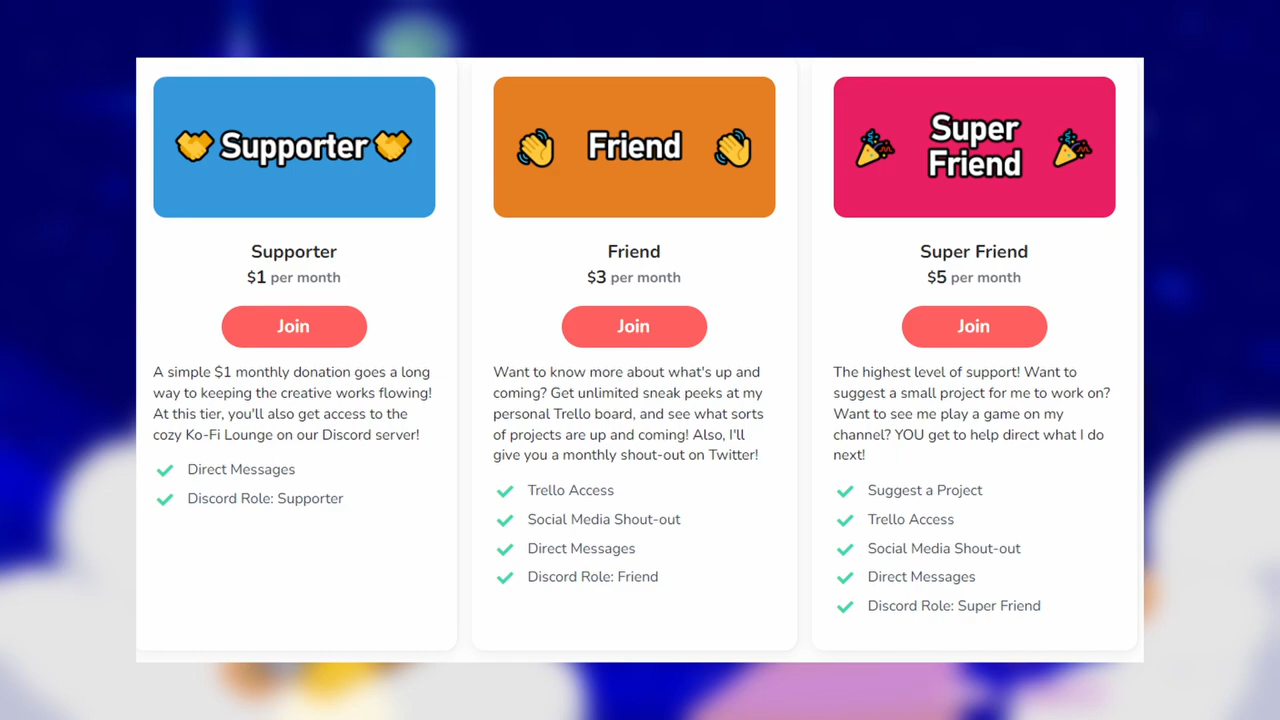 Supporter
Supporter
$1 per month
Join
A simple $1 monthly donation goes a long
way to keeping the creative works flowing!
At this tier, you'll also get access to the
cozy Ko-Fi Lounge on our Discord server!
Direct Messages
Discord Role: Supporter
Friend
Friend
$3 per month
Join
Want to know more about what's up and
coming? Get unlimited sneak peeks at my
personal Trello board, and see what sorts
of projects are up and coming! Also, I'll
give you a monthly shout-out on Twitter!
Trello Access
Social Media Shout-out
Direct Messages
Discord Role: Friend
Super
Friend
Super Friend
$5 per month
Join
The highest level of support! Want to
suggest a small project for me to work on?
Want to see me play a game on my
channel? YOU get to help direct what I do
next!
Suggest a Project
Trello Access
Social Media Shout-out
Direct Messages
Discord Role: Super Friend